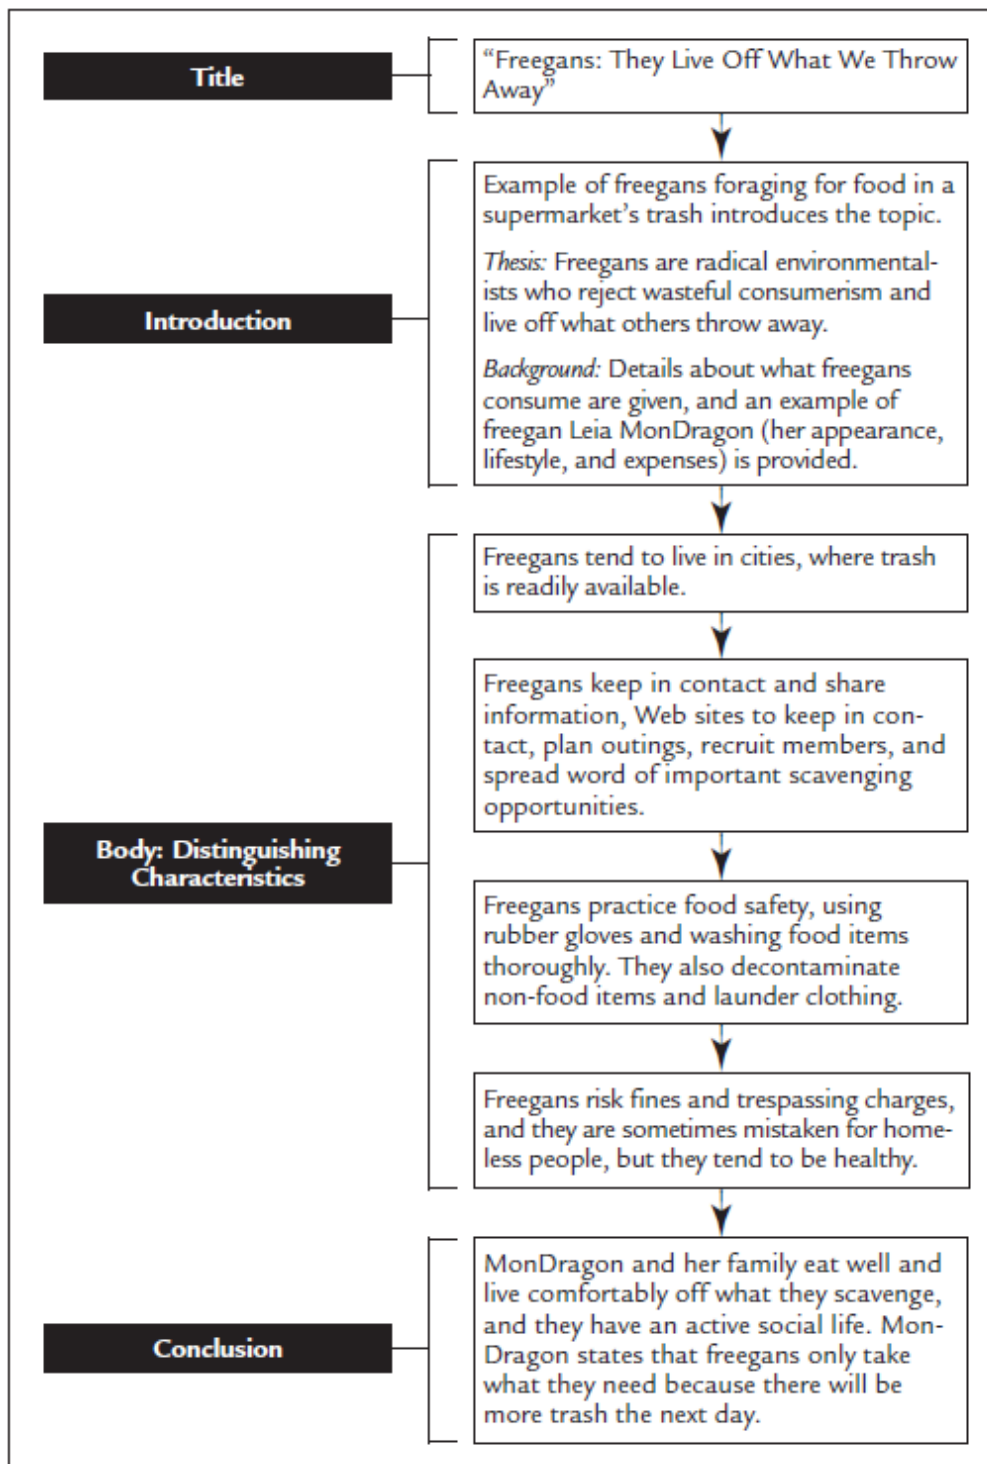 Title
“Freegans: They Live Off What We Throw
Away”
Introduction
Example of freegans foraging for food in a
supermarket’s trash introduces the topic.
Thesis: Freegans are radical environmental-
ists who reject wasteful consumerism and
live off what others throw away.
Background: Details about what freegans
consume are given, and an example of
freegan Leia MonDragon (her appearance,
lifestyle, and expenses) is provided.
Body: Distinguishing
Characteristics
Freegans tend to live in cities, where trash
is readily available.
Freegans keep in contact and share
information, Web sites to keep in con-
tact, plan outings, recruit members, and
spread word of important scavenging
opportunities.
Freegans practice food safety, using
rubber gloves and washing food items
thoroughly. They also decontaminate
non-food items and launder clothing.
Freegans risk fines and trespassing charges,
and they are sometimes mistaken for home-
less people, but they tend to be healthy.
Conclusion
MonDragon and her family eat well and
live comfortably off what they scavenge,
and they have an active social life. Mon-
Dragon states that freegans only take
what they need because there will be
more trash the next day.